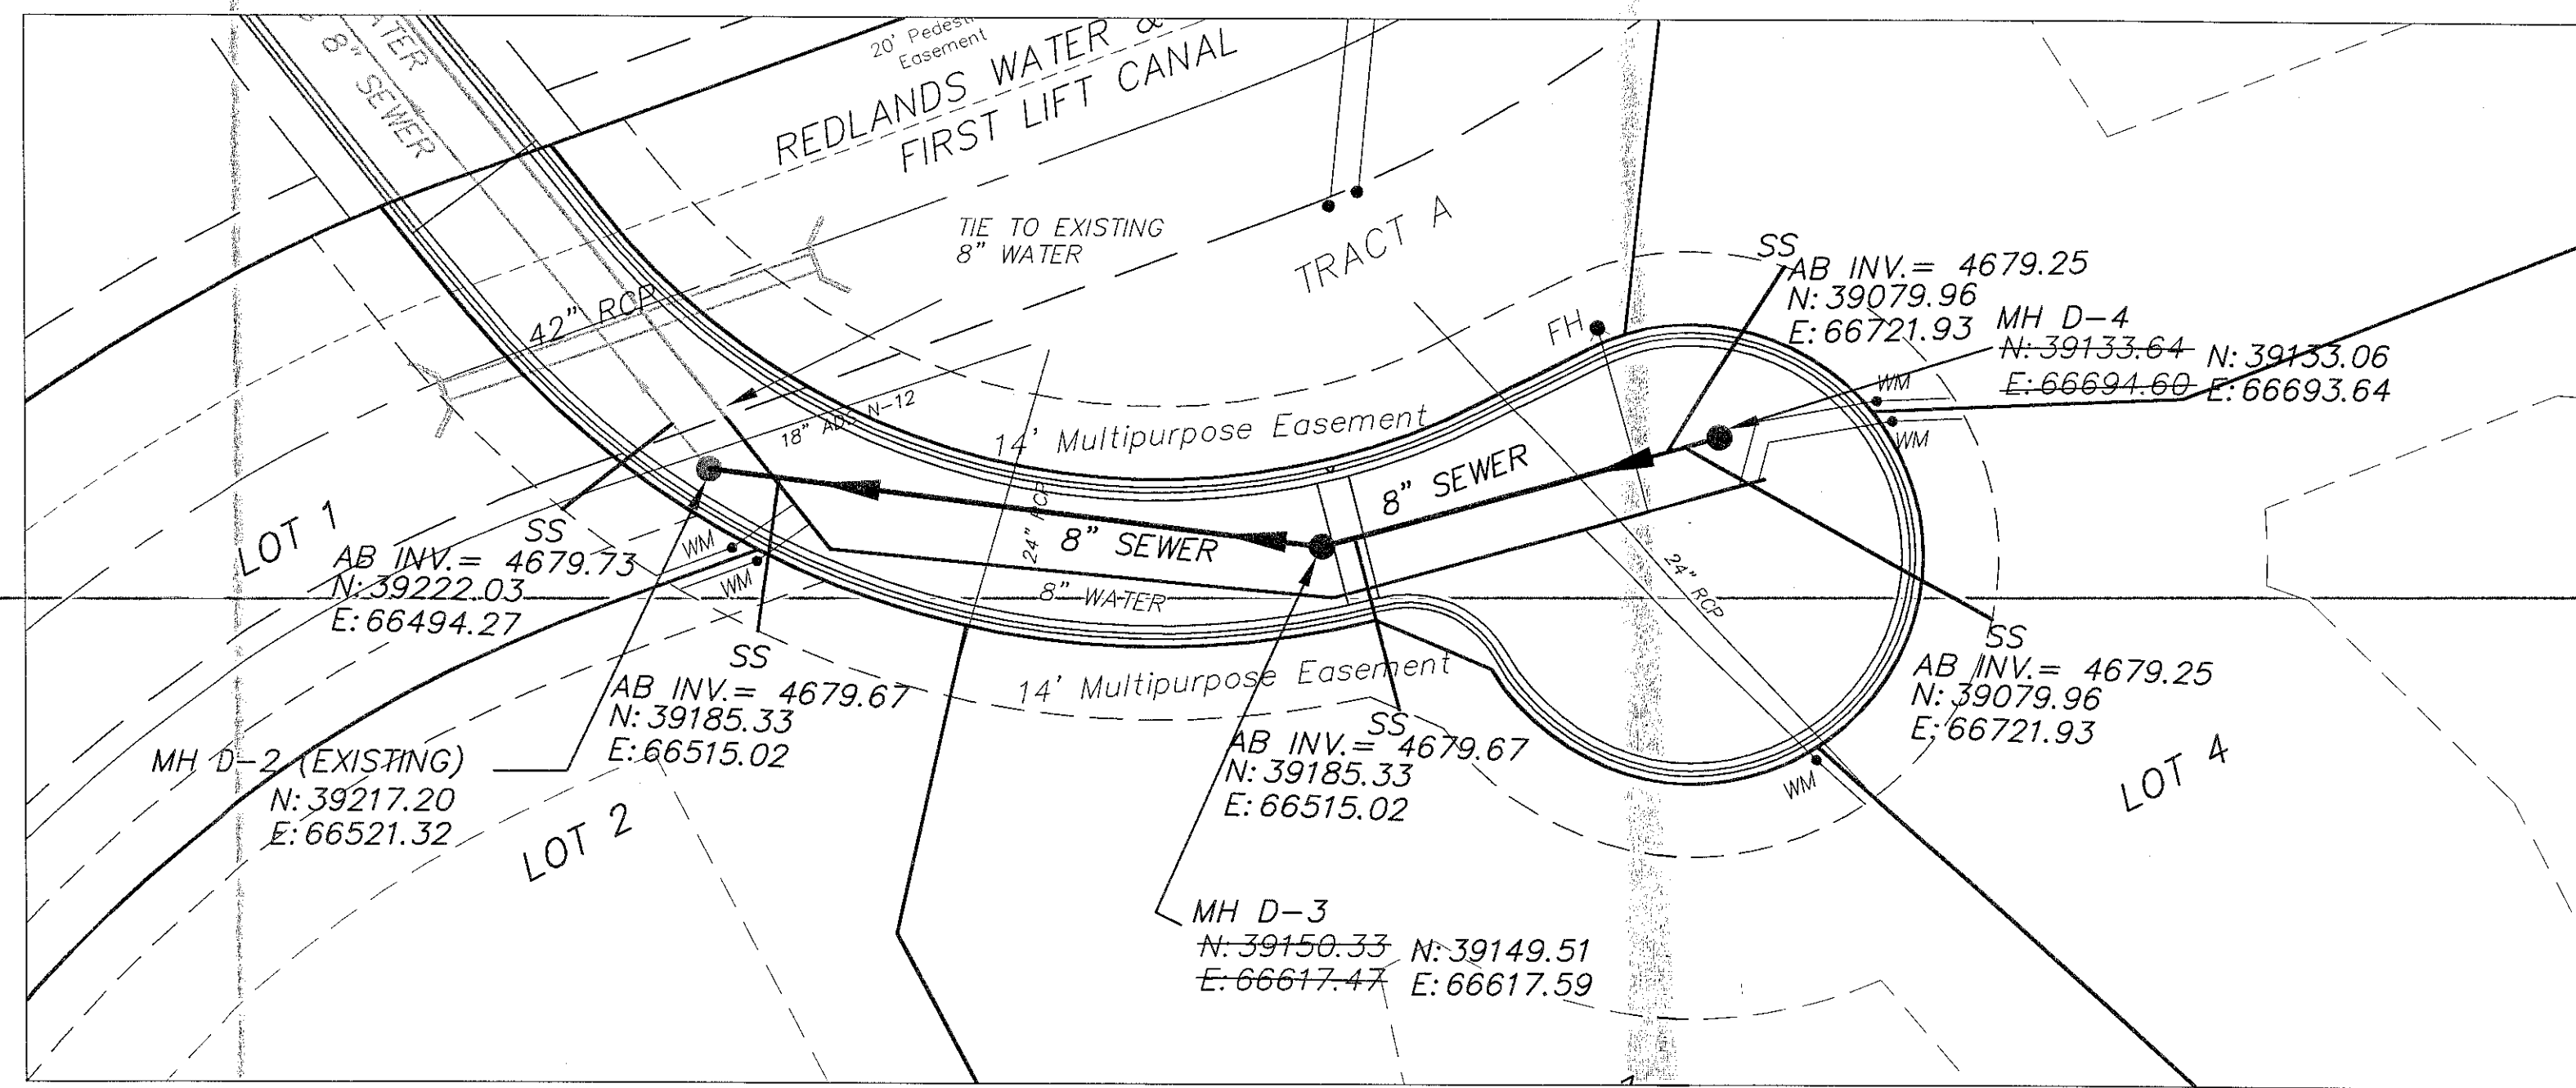 8" SEWER
20' Pedest
Easement
REDLANDS WATER &
FIRST LIFT CANAL
TIE TO EXISTING
8" WATER
TRACT A
42" RCP
18" ADS N-12
14' Multipurpose Easement
FH
SS
AB INV.= 4679.25
N: 39079.96
E: 66721.93
MH D-4
N: 39133.64 N: 39133.06
E: 66694.60 E: 66693.64
WM
WM
8" SEWER
8" SEWER
24" RCP
8" WATER
24" RCP
LOT 1
SS
AB INV.= 4679.73
N: 39222.03
E: 66494.27
WM
WM
SS
AB INV.= 4679.67
N: 39185.33
E: 66515.02
MH D-2 (EXISTING)
N: 39217.20
E: 66521.32
LOT 2
14' Multipurpose Easement
SS
AB INV.= 4679.67
N: 39185.33
E: 66515.02
SS
AB INV.= 4679.25
N: 39079.96
E: 66721.93
WM
LOT 4
MH D-3
N: 39150.33 N: 39149.51
E: 66617.47 E: 66617.59